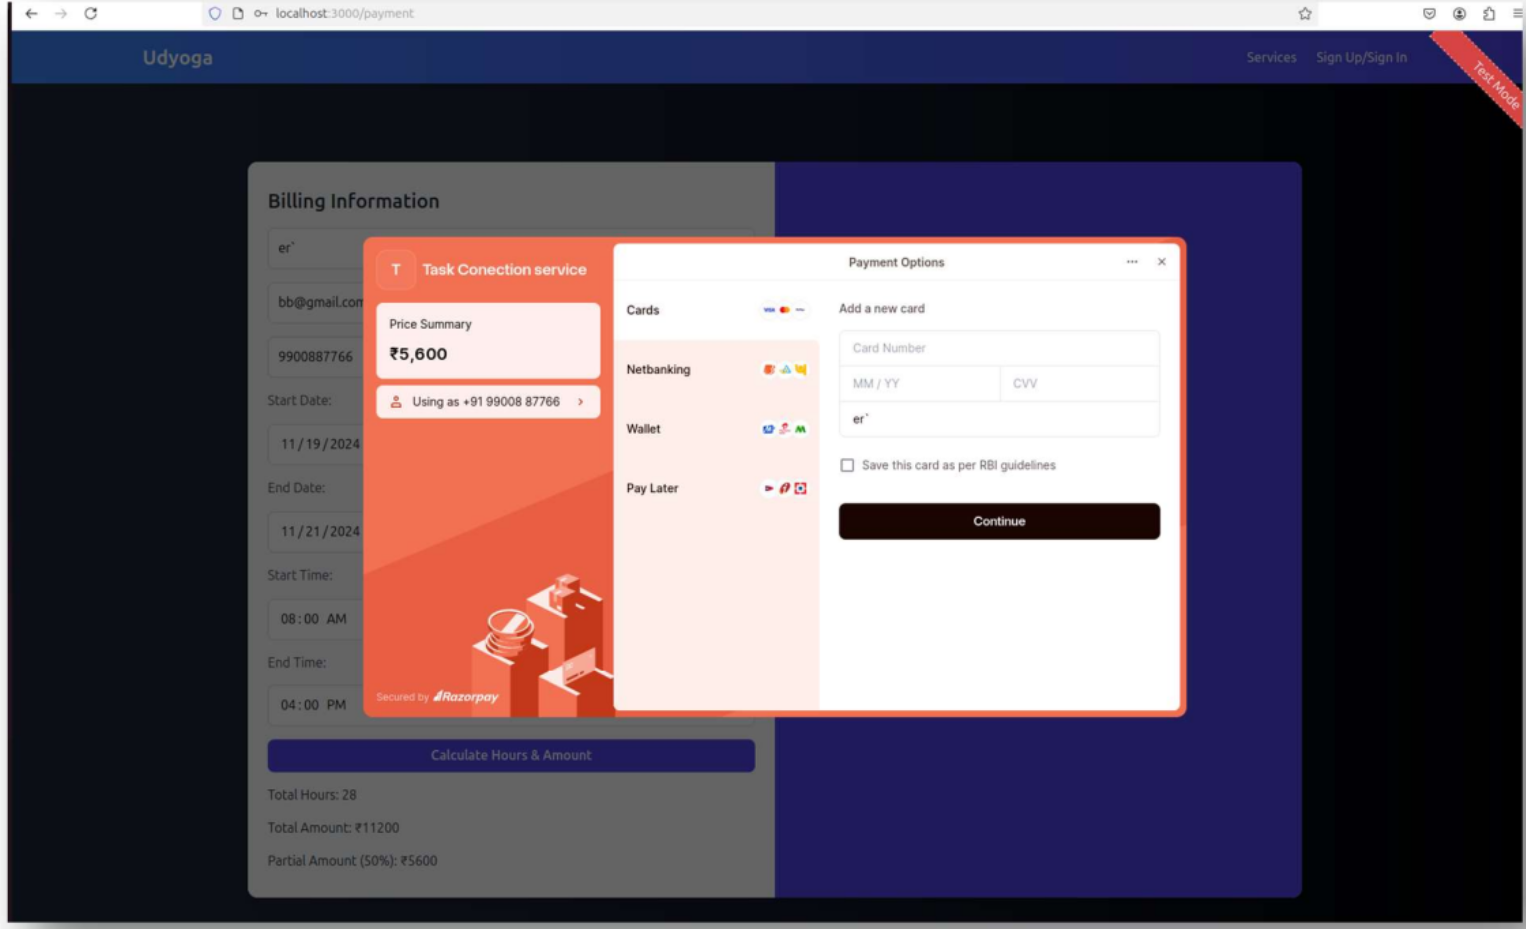 localhost:3000/payment
Udyoga
Services Sign Up/Sign In
Test Mode
Billing Information
er`
bb@gmail.com
9900887766
Start Date:
11/19/2024
End Date:
11/21/2024
Start Time:
08:00 AM
End Time:
04:00 PM
Calculate Hours & Amount
Total Hours: 28
Total Amount: ₹11200
Partial Amount (50%): ₹5600
T Task Conection service
Price Summary
₹5,600
Using as +91 99008 87766
Secured by Razorpay
Payment Options
Cards
VISA
Netbanking
Wallet
Pay Later
Add a new card
Card Number
MM / YY CVV
er`
Save this card as per RBI guidelines
Continue